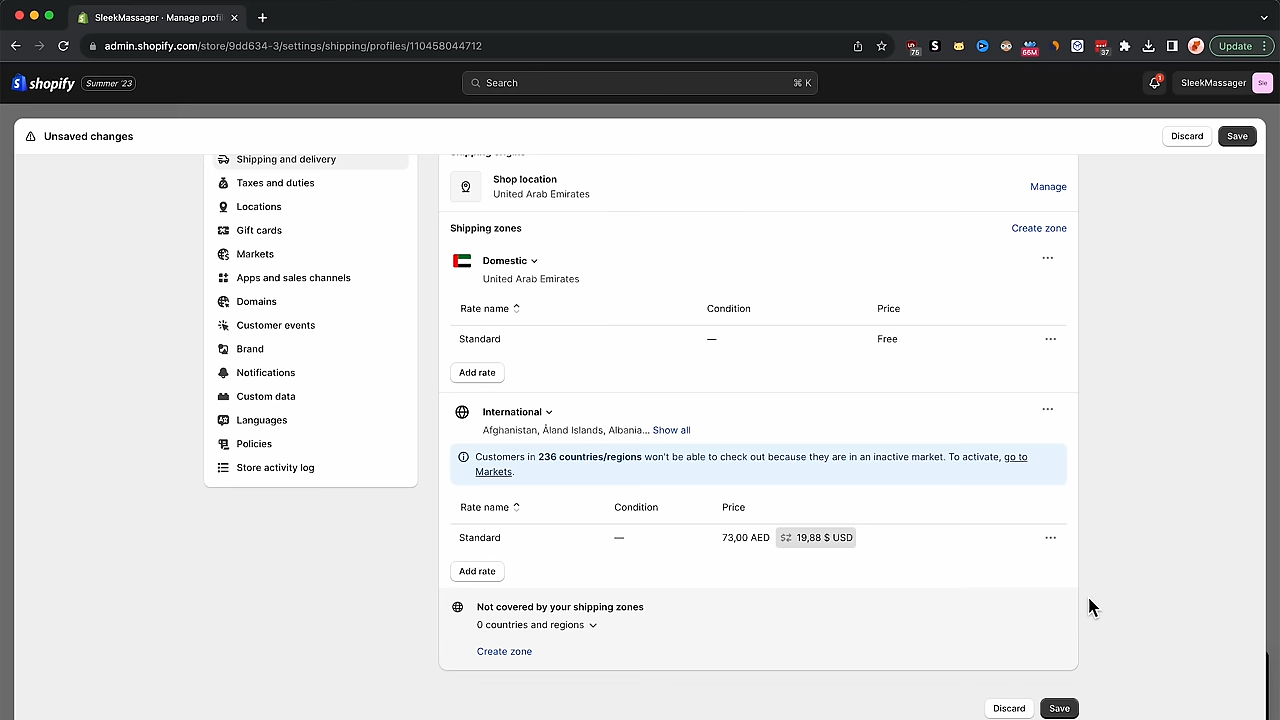 SleekMassager · Manage profil
admin.shopify.com/store/9dd634-3/settings/shipping/profiles/110458044712
75
S
66M
37
Update
shopify
Summer '23
Search
⌘ K
1
SleekMassager
Sle
Unsaved changes
Discard
Save
Shipping and delivery
Taxes and duties
Locations
Gift cards
Markets
Apps and sales channels
Domains
Customer events
Brand
Notifications
Custom data
Languages
Policies
Store activity log
Shop location
United Arab Emirates
Manage
Shipping zones
Create zone
Domestic
United Arab Emirates
Rate name
Condition
Price
Standard
—
Free
Add rate
International
Afghanistan, Åland Islands, Albania... Show all
Customers in 236 countries/regions won't be able to check out because they are in an inactive market. To activate, go to
Markets.
Rate name
Condition
Price
Standard
—
73,00 AED
19,88 $ USD
Add rate
Not covered by your shipping zones
0 countries and regions
Create zone
Discard
Save